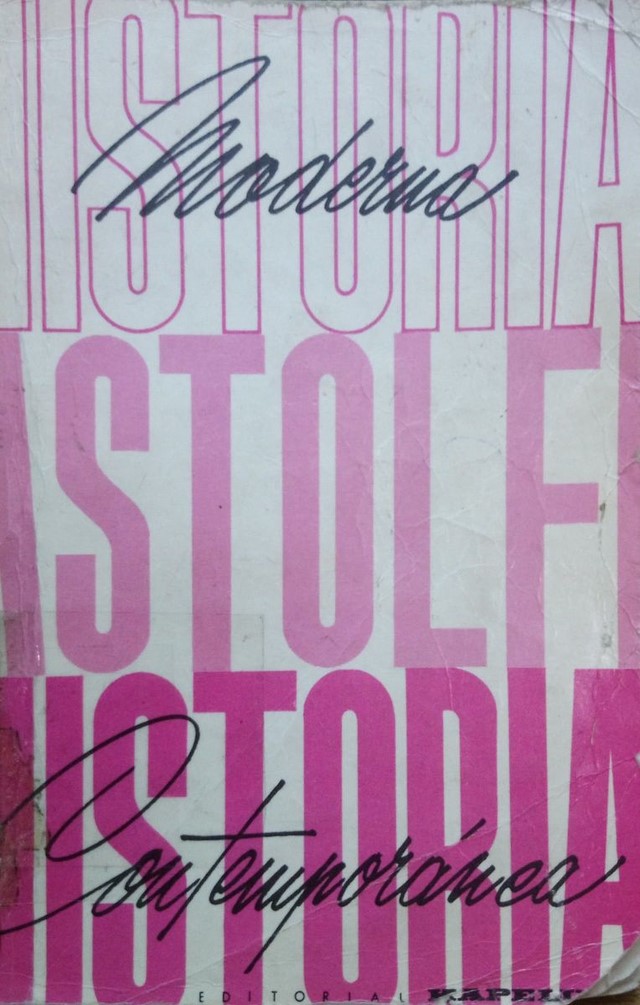 HISTORIA
Moderna
ASTOLFI
HISTORIA
Contemporánea
EDITORIAL KAPELUSZ